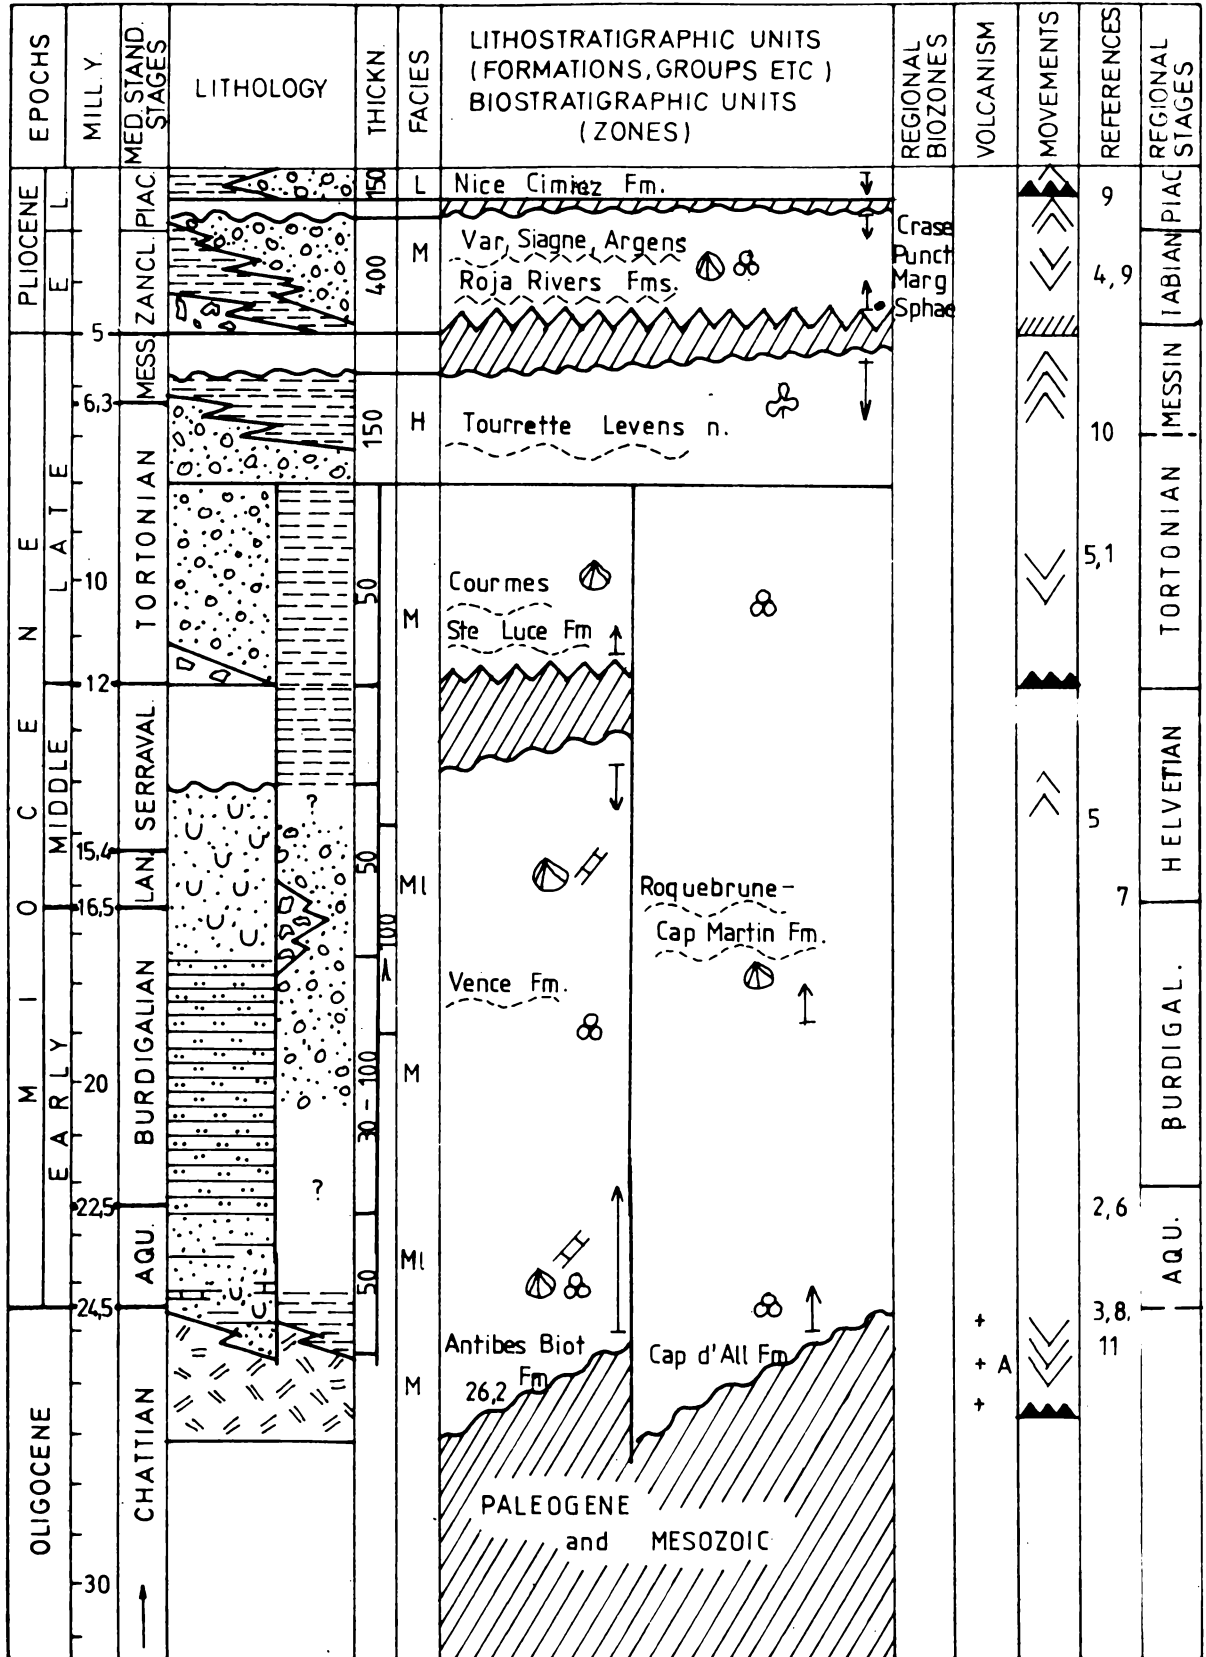 EPOCHS
MILL.Y.
MED.STAND. STAGES
LITHOLOGY
THICKN.
FACIES
LITHOSTRATIGRAPHIC UNITS
(FORMATIONS, GROUPS ETC)
BIOSTRATIGRAPHIC UNITS
(ZONES)
REGIONAL BIOZONES
VOLCANISM
MOVEMENTS
REFERENCES
REGIONAL STAGES
PLIOCENE
L.
E
PIAC.
ZANCL.
150
L
Nice Cimiez Fm.
9
PIAC
400
M
Var, Siagne, Argens
Roja Rivers Fms.
Crase
Punct
Marg
Sphae
4, 9
TABIAN
5
MIOCENE
LATE
MESS.
6,3
150
H
Tourrette Levens n.
10
MESSIN
TORTONIAN
10
50
M
Courmes
Ste Luce Fm
5,1
TORTONIAN
12
MIDDLE
SERRAVAL.
?
15,4
LAN.
16,5
50
100
Ml
Roquebrune-
Cap Martin Fm.
5
7
HELVETIAN
EARLY
BURDIGALIAN
20
Vence Fm.
30-100
M
?
BURDIGAL.
22,5
2,6
AQU.
50
Ml
AQU.
24,5
3,8,
11
OLIGOCENE
CHATTIAN
M
Antibes Biot
Fm
26,2
Cap d'All Fm
+
+ A
+
PALEOGENE
and MESOZOIC
30